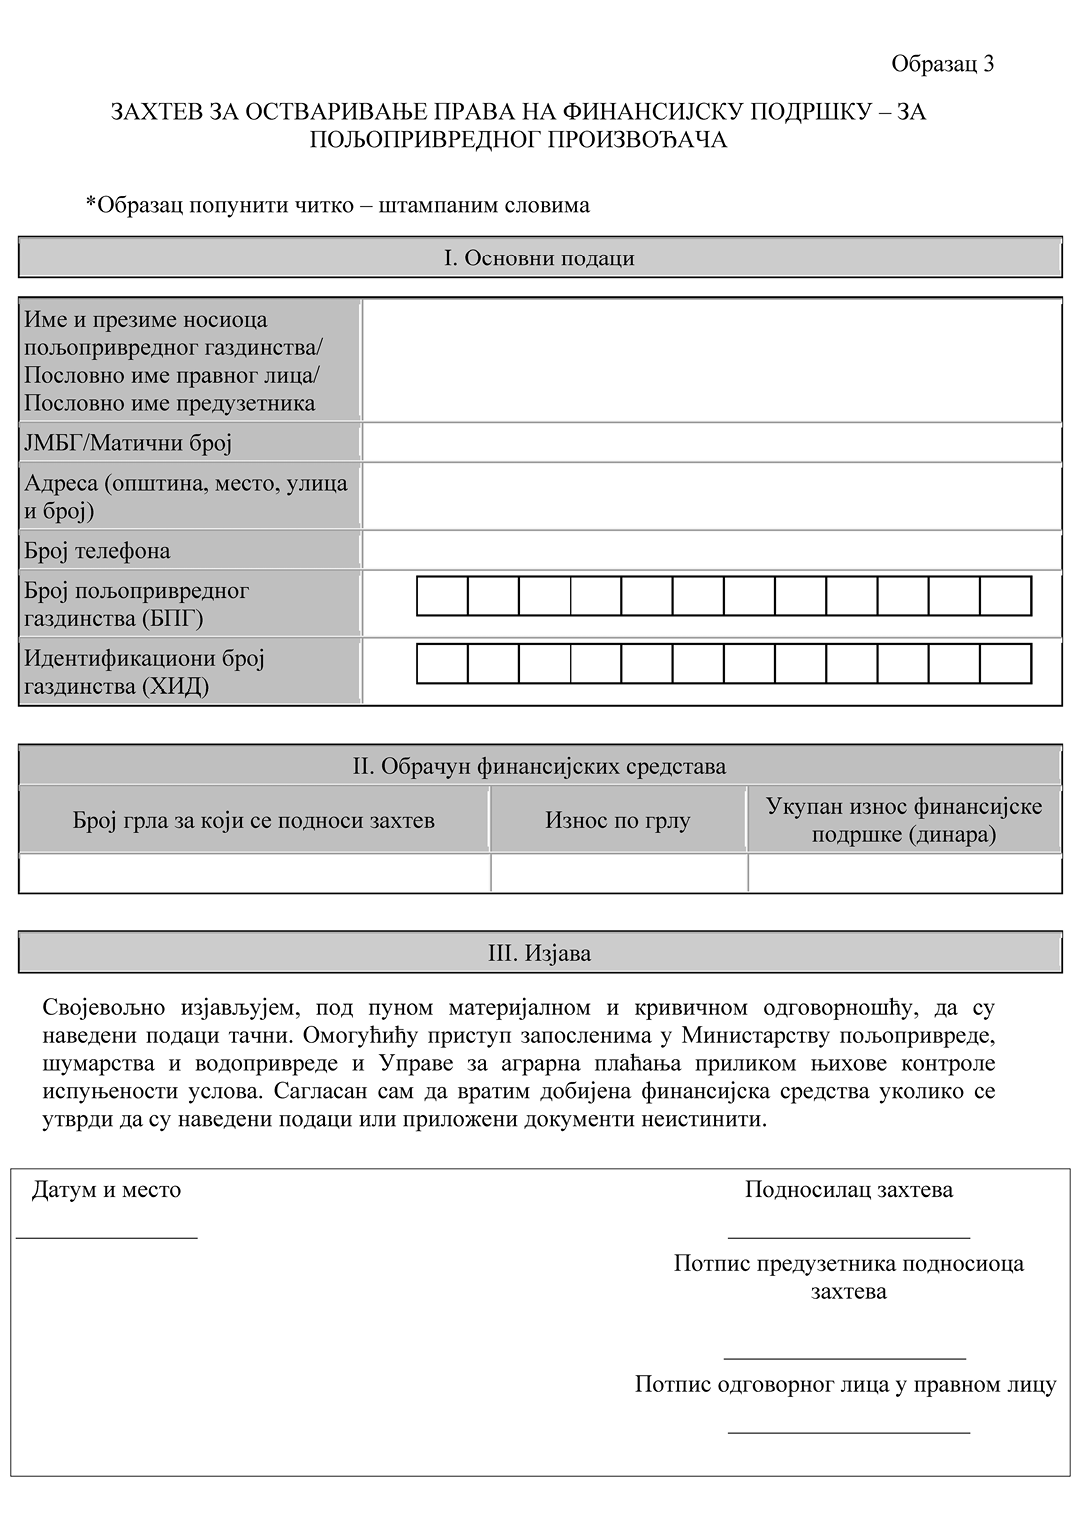 Образац 3
ЗАХТЕВ ЗА ОСТВАРИВАЊЕ ПРАВА НА ФИНАНСИЈСКУ ПОДРШКУ – ЗА
ПОЉОПРИВРЕДНОГ ПРОИЗВОЂАЧА
*Образац попунити читко – штампаним словима
I. Основни подаци
Име и презиме носиоца
пољопривредног газдинства/
Пословно име правног лица/
Пословно име предузетника
ЈМБГ/Матични број
Адреса (општина, место, улица
и број)
Број телефона
Број пољопривредног
газдинства (БПГ)
Идентификациони број
газдинства (ХИД)
II. Обрачун финансијских средстава
Број грла за који се подноси захтев
Износ по грлу
Укупан износ финансијске
подршке (динара)
III. Изјава
Својевољно изјављујем, под пуном материјалном и кривичном одговорношћу, да су
наведени подаци тачни. Омогућићу приступ запосленима у Министарству пољопривреде,
шумарства и водопривреде и Управе за аграрна плаћања приликом њихове контроле
испуњености услова. Сагласан сам да вратим добијена финансијска средства уколико се
утврди да су наведени подаци или приложени документи неистинити.
Датум и место
Подносилац захтева
Потпис предузетника подносиоца
захтева
Потпис одговорног лица у правном лицу